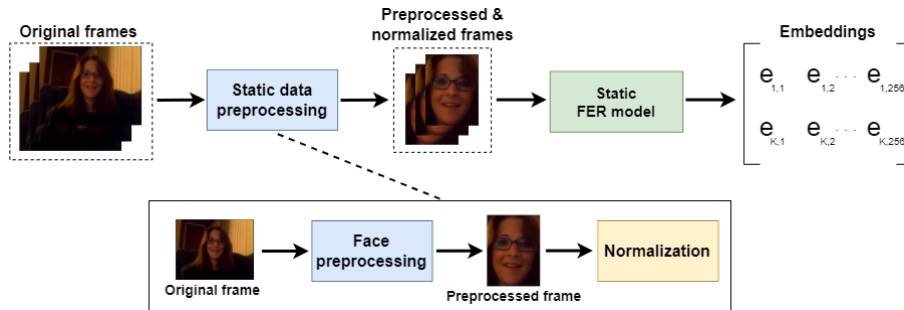 Original frames
Preprocessed &
normalized frames
Embeddings
Static data
preprocessing
Static
FER model
e1,1 e1,2 · · · e1,256
eK,1 eK,2 · · · eK,256
Face
preprocessing
Normalization
Original frame
Preprocessed frame